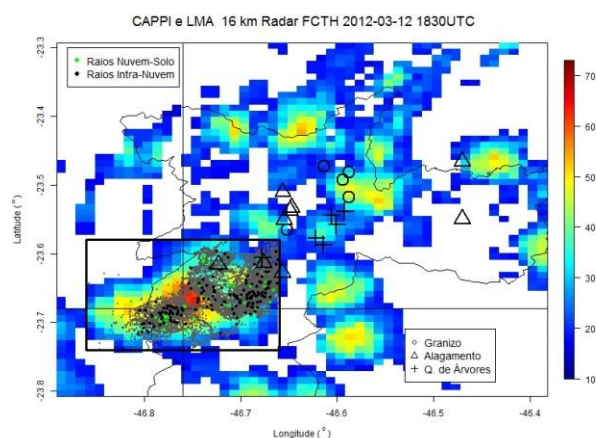 CAPPI e LMA 16 km Radar FCTH 2012-03-12 1830UTC
Raios Nuvem-Solo
Raios Intra-Nuvem
Latitude (°)
-23.3
-23.4
-23.5
-23.6
-23.7
-23.8
70
60
50
40
30
20
10
Granizo
Alagamento
Q. de Árvores
-46.8 -46.7 -46.6 -46.5 -46.4
Longitude (°)